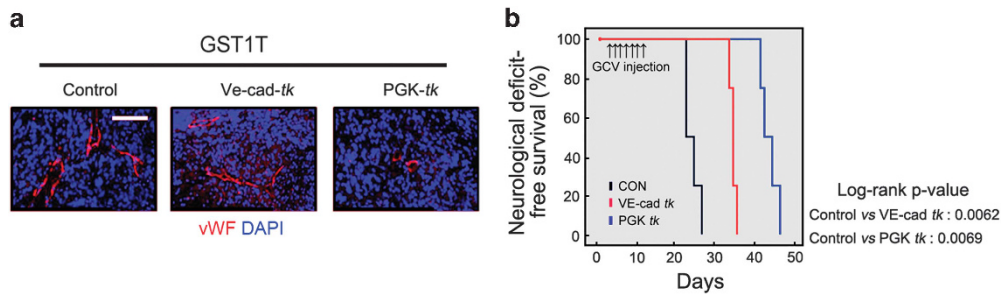 a
GST1T
Control
Ve-cad-tk
PGK-tk
vWF DAPI
b
Neurological deficit-
free survival (%)
100
80
60
40
20
0
GCV injection
CON
VE-cad tk
PGK tk
0
10
20
30
40
50
Days
Log-rank p-value
Control vs VE-cad tk : 0.0062
Control vs PGK tk : 0.0069